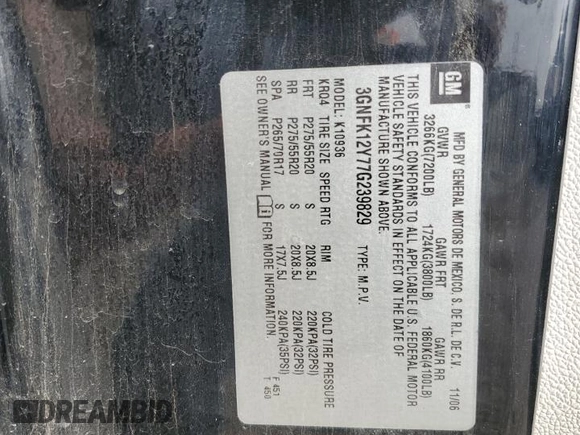 GM
MFD BY GENERAL MOTORS DE MEXICO, S. DE R.L. DE C.V. 11/06
GVWR GAWR FRT GAWR RR
3266KG(7200LB) 1724KG(3800LB) 1860KG(4100LB)
THIS VEHICLE CONFORMS TO ALL APPLICABLE U.S. FEDERAL MOTOR
VEHICLE SAFETY STANDARDS IN EFFECT ON THE DATE OF
MANUFACTURE SHOWN ABOVE.
3GNFK12Y77G239829 TYPE: M.P.V.
MODEL: K10936
KR04 TIRE SIZE SPEED RTG RIM COLD TIRE PRESSURE
FRT P275/55R20 S 20X8.5J 220KPA(32PSI)
RR P275/55R20 S 20X8.5J 220KPA(32PSI)
SPA P265/70R17 S 17X7.5J 240KPA(35PSI)
SEE OWNER'S MANUAL FOR MORE INFORMATION.
F 451
T 450
DREAMBID